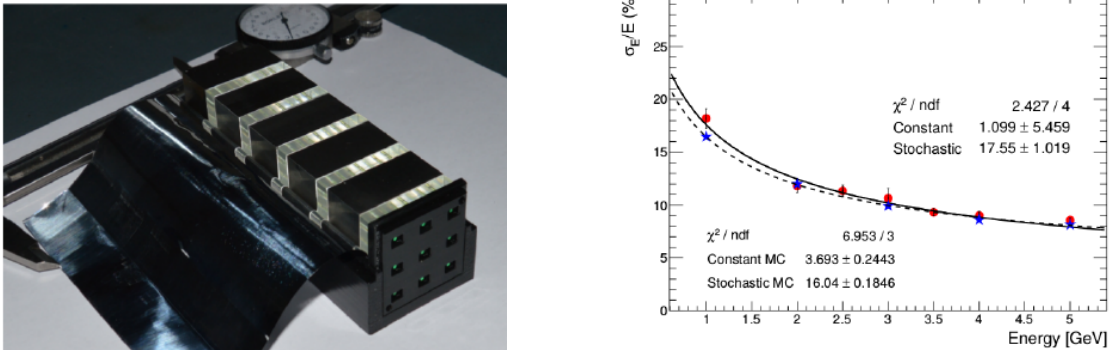 σE/E (%
25
20
15
10
5
0
χ² / ndf 2.427 / 4
Constant 1.099 ± 5.459
Stochastic 17.55 ± 1.019
χ² / ndf 6.953 / 3
Constant MC 3.693 ± 0.2443
Stochastic MC 16.04 ± 0.1846
1 1.5 2 2.5 3 3.5 4 4.5 5
Energy [GeV]